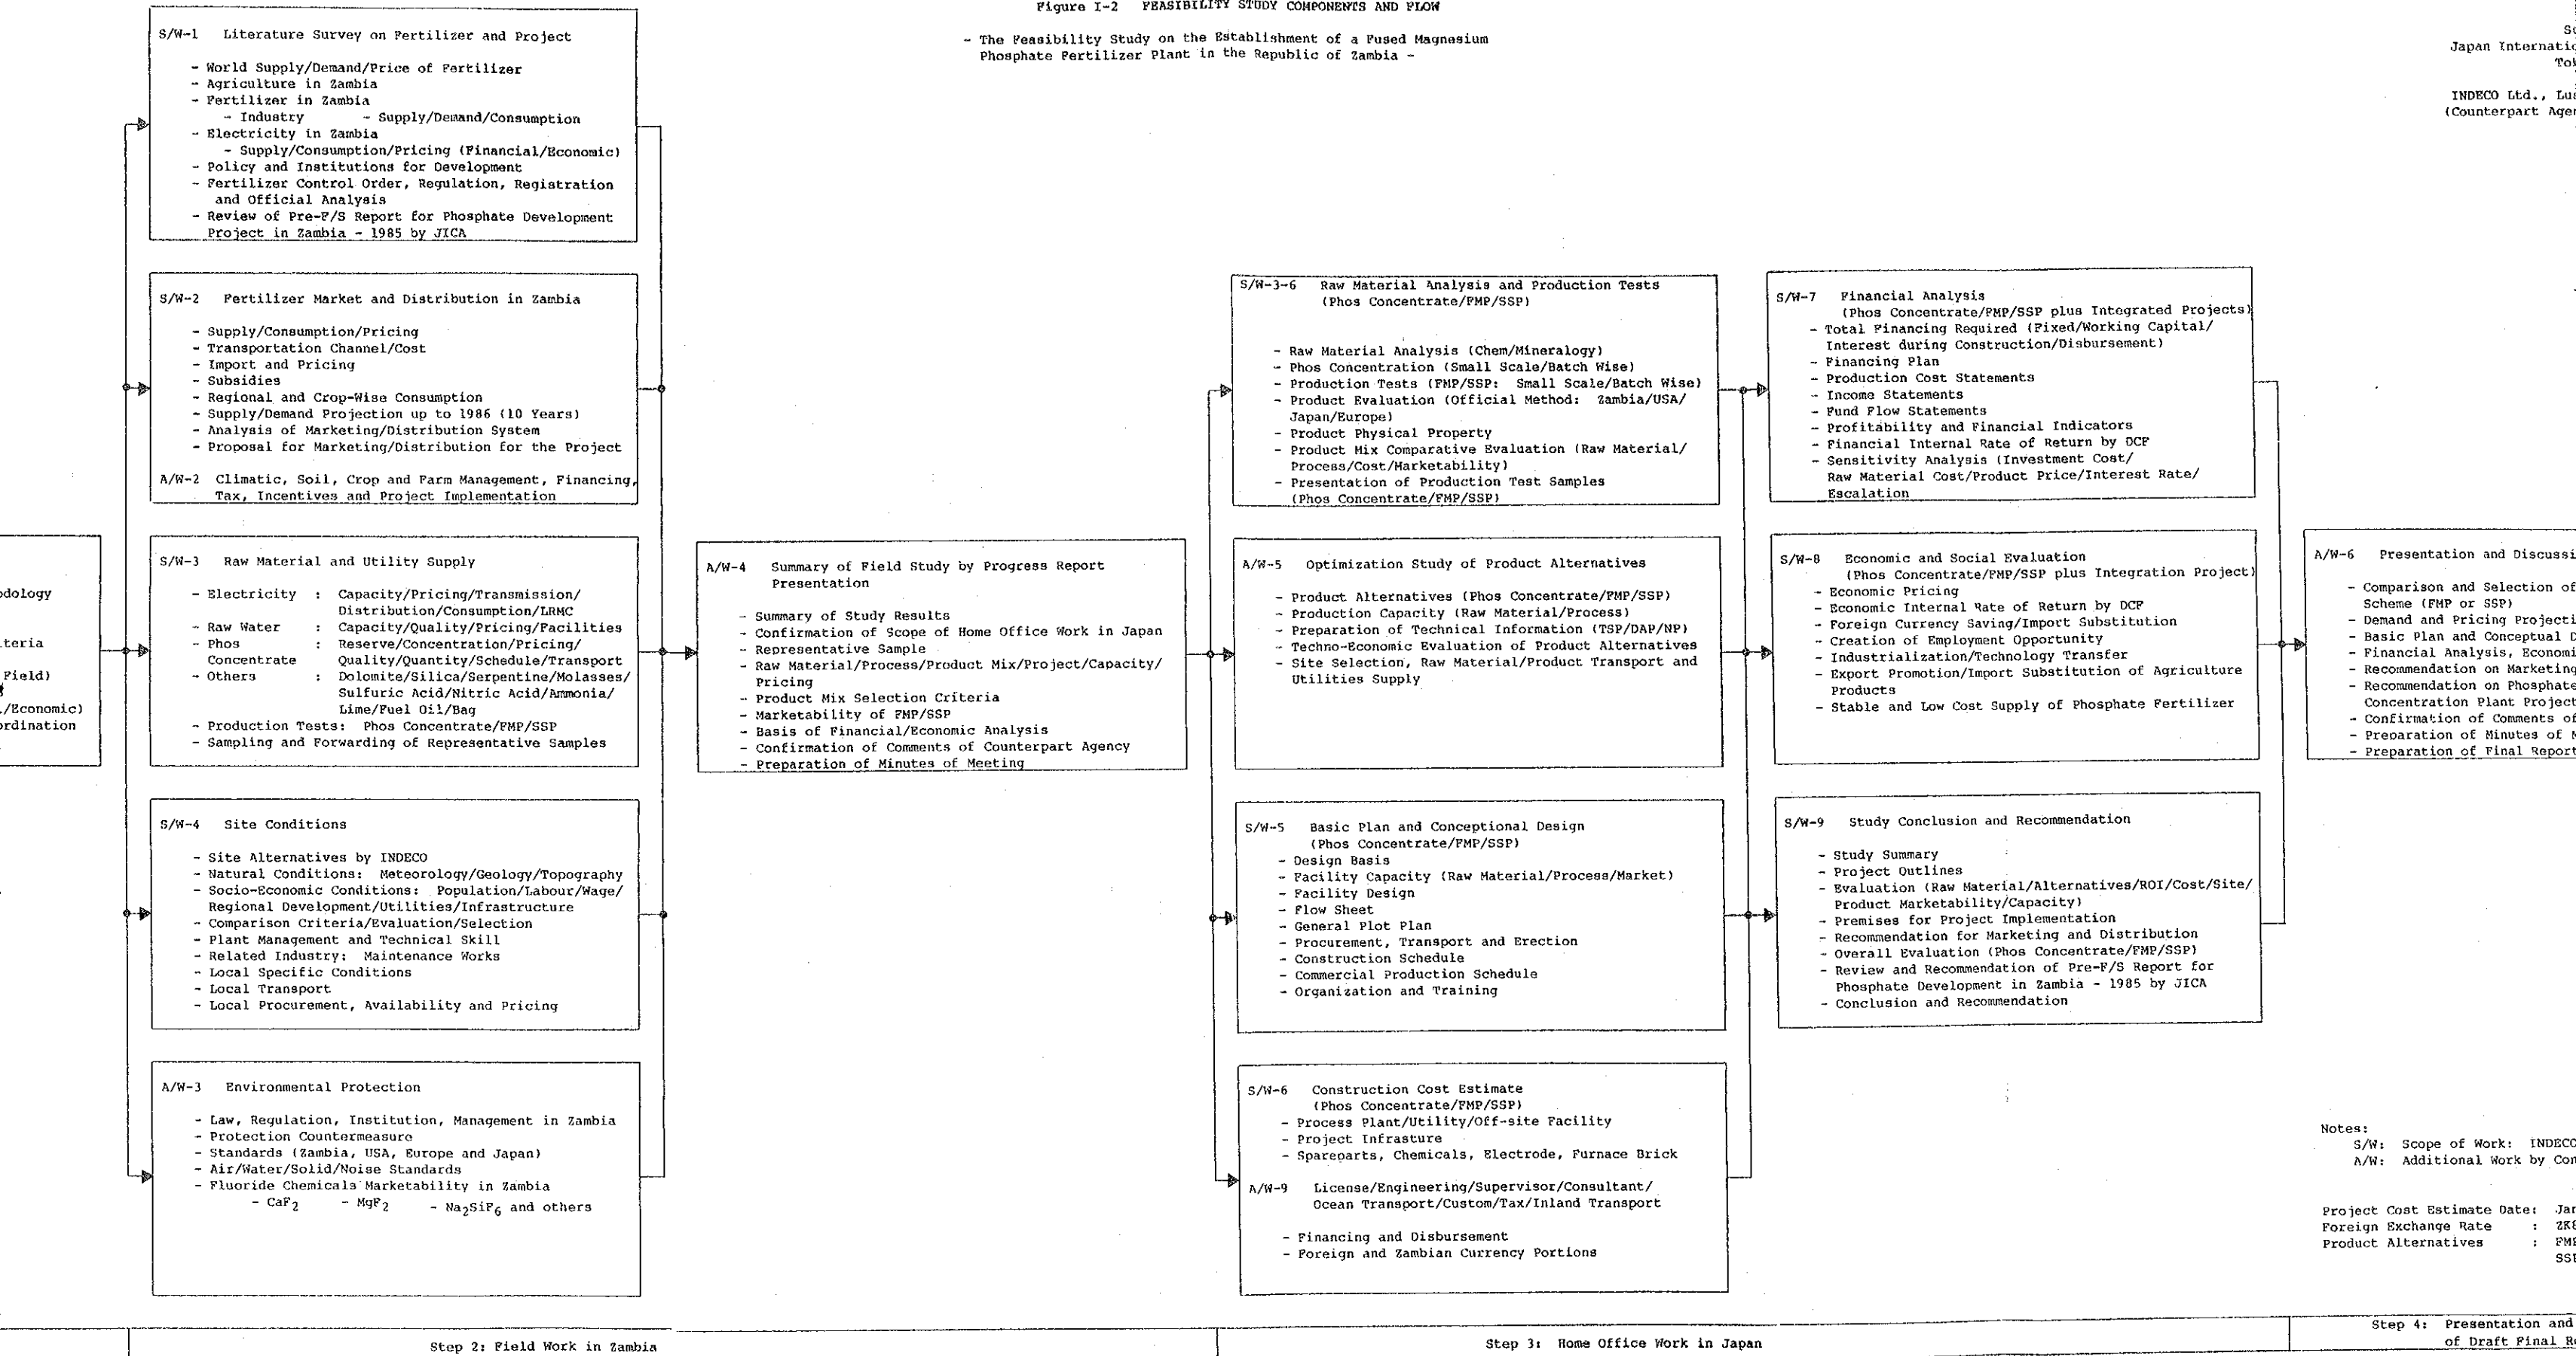 Figure I-2 FEASIBILITY STUDY COMPONENTS AND FLOW
- The Feasibility Study on the Establishment of a Fused Magnesium
Phosphate Fertilizer Plant in the Republic of Zambia -
Japan
INDECO Ltd.,
(Counterpart
Field)
S/W-1 Literature Survey on Fertilizer and Project
- World Supply/Demand/Price of Fertilizer
- Agriculture in Zambia
- Fertilizer in Zambia
- Industry - Supply/Demand/Consumption
- Electricity in Zambia
- Supply/Consumption/Pricing (Financial/Economic)
- Policy and Institutions for Development
- Fertilizer Control Order, Regulation, Registration
and Official Analysis
- Review of Pre-F/S Report for Phosphate Development
Project in Zambia - 1985 by JICA
S/W-2 Fertilizer Market and Distribution in Zambia
- Supply/Consumption/Pricing
- Transportation Channel/Cost
- Import and Pricing
- Subsidies
- Regional and Crop-Wise Consumption
- Supply/Demand Projection up to 1986 (10 Years)
- Analysis of Marketing/Distribution System
- Proposal for Marketing/Distribution for the Project
A/W-2 Climatic, Soil, Crop and Farm Management, Financing,
Tax, Incentives and Project Implementation
S/W-3 Raw Material and Utility Supply
- Electricity : Capacity/Pricing/Transmission/
Distribution/Consumption/LRMC
- Raw Water : Capacity/Quality/Pricing/Facilities
- Phos : Reserve/Concentration/Pricing/
Concentrate Quality/Quantity/Schedule/Transport
- Others : Dolomite/Silica/Serpentine/Molasses/
Sulfuric Acid/Nitric Acid/Ammonia/
Lime/Fuel Oil/Bag
- Production Tests: Phos Concentrate/FMP/SSP
- Sampling and Forwarding of Representative Samples
S/W-4 Site Conditions
- Site Alternatives by INDECO
- Natural Conditions: Meteorology/Geology/Topography
- Socio-Economic Conditions: Population/Labour/Wage/
Regional Development/Utilities/Infrastructure
- Comparison Criteria/Evaluation/Selection
- Plant Management and Technical Skill
- Related Industry: Maintenance Works
- Local Specific Conditions
- Local Transport
- Local Procurement, Availability and Pricing
A/W-3 Environmental Protection
- Law, Regulation, Institution, Management in Zambia
- Protection Countermeasure
- Standards (Zambia, USA, Europe and Japan)
- Air/Water/Solid/Noise Standards
- Fluoride Chemicals Marketability in Zambia
- CaF2 - MgF2 - Na2SiF6 and others
A/W-4 Summary of Field Study by Progress Report
Presentation
- Summary of Study Results
- Confirmation of Scope of Home Office Work in Japan
- Representative Sample
- Raw Material/Process/Product Mix/Project/Capacity/
Pricing
- Product Mix Selection Criteria
- Marketability of FMP/SSP
- Basis of Financial/Economic Analysis
- Confirmation of Comments of Counterpart Agency
- Preparation of Minutes of Meeting
S/W-3-6 Raw Material Analysis and Production Tests
(Phos Concentrate/FMP/SSP)
- Raw Material Analysis (Chem/Mineralogy)
- Phos Concentration (Small Scale/Batch Wise)
- Production Tests (FMP/SSP: Small Scale/Batch Wise)
- Product Evaluation (Official Method: Zambia/USA/
Japan/Europe)
- Product Physical Property
- Product Mix Comparative Evaluation (Raw Material/
Process/Cost/Marketability)
- Presentation of Production Test Samples
(Phos Concentrate/FMP/SSP)
A/W-5 Optimization Study of Product Alternatives
- Product Alternatives (Phos Concentrate/FMP/SSP)
- Production Capacity (Raw Material/Process)
- Preparation of Technical Information (TSP/DAP/NP)
- Techno-Economic Evaluation of Product Alternatives
- Site Selection, Raw Material/Product Transport and
Utilities Supply
S/W-5 Basic Plan and Conceptional Design
(Phos Concentrate/FMP/SSP)
- Design Basis
- Facility Capacity (Raw Material/Process/Market)
- Facility Design
- Flow Sheet
- General Plot Plan
- Procurement, Transport and Erection
- Construction Schedule
- Commercial Production Schedule
- Organization and Training
S/W-6 Construction Cost Estimate
(Phos Concentrate/FMP/SSP)
- Process Plant/Utility/Off-site Facility
- Project Infrasture
- Spareparts, Chemicals, Electrode, Furnace Brick
A/W-9 License/Engineering/Supervisor/Consultant/
Ocean Transport/Custom/Tax/Inland Transport
- Financing and Disbursement
- Foreign and Zambian Currency Portions
S/W-7 Financial Analysis
(Phos Concentrate/FMP/SSP plus Integrated Projects)
- Total Financing Required (Fixed/Working Capital/
Interest during Construction/Disbursement)
- Financing Plan
- Production Cost Statements
- Income Statements
- Fund Flow Statements
- Profitability and Financial Indicators
- Financial Internal Rate of Return by DCF
- Sensitivity Analysis (Investment Cost/
Raw Material Cost/Product Price/Interest Rate/
Escalation
S/W-8 Economic and Social Evaluation
(Phos Concentrate/FMP/SSP plus Integration Project)
- Economic Pricing
- Economic Internal Rate of Return by DCF
- Foreign Currency Saving/Import Substitution
- Creation of Employment Opportunity
- Industrialization/Technology Transfer
- Export Promotion/Import Substitution of Agriculture
Products
- Stable and Low Cost Supply of Phosphate Fertilizer
S/W-9 Study Conclusion and Recommendation
- Study Summary
- Project Outlines
- Evaluation (Raw Material/Alternatives/ROI/Cost/Site/
Product Marketability/Capacity)
- Premises for Project Implementation
- Recommendation for Marketing and Distribution
- Overall Evaluation (Phos Concentrate/FMP/SSP)
- Review and Recommendation of Pre-F/S Report for
Phosphate Development in Zambia - 1985 by JICA
- Conclusion and Recommendation
A/W-6 Presentation and
- Comparison and Selection of
Scheme (FMP or SSP)
- Demand and Pricing
- Basic Plan and Conceptual
- Financial Analysis,
- Recommendation on Marketing
- Recommendation on Phosphate
Concentration Plant Project
- Confirmation of Comments of
- Preparation of Minutes of
- Preparation of Final Report
Notes:
S/W: Scope of Work: INDECO
A/W: Additional Work by
Project Cost Estimate Date:
Foreign Exchange Rate :
Product Alternatives :
Step 2: Field Work in Zambia
Step 3: Home Office Work in Japan
Step 4: Presentation and
of Draft Final